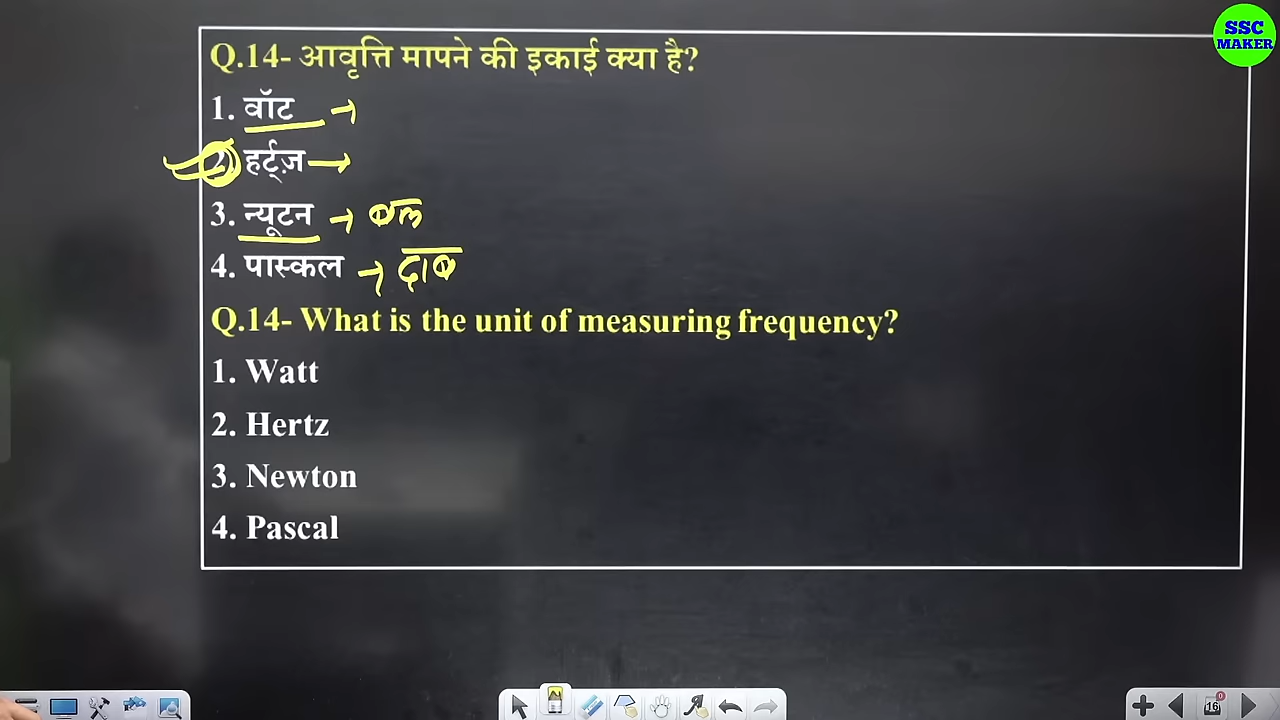 SSC
MAKER
Q.14- आवृत्ति मापने की इकाई क्या है?
1. वॉट →
2. हर्ट्ज़ →
3. न्यूटन → बल
4. पास्कल → दाब
Q.14- What is the unit of measuring frequency?
1. Watt
2. Hertz
3. Newton
4. Pascal
16